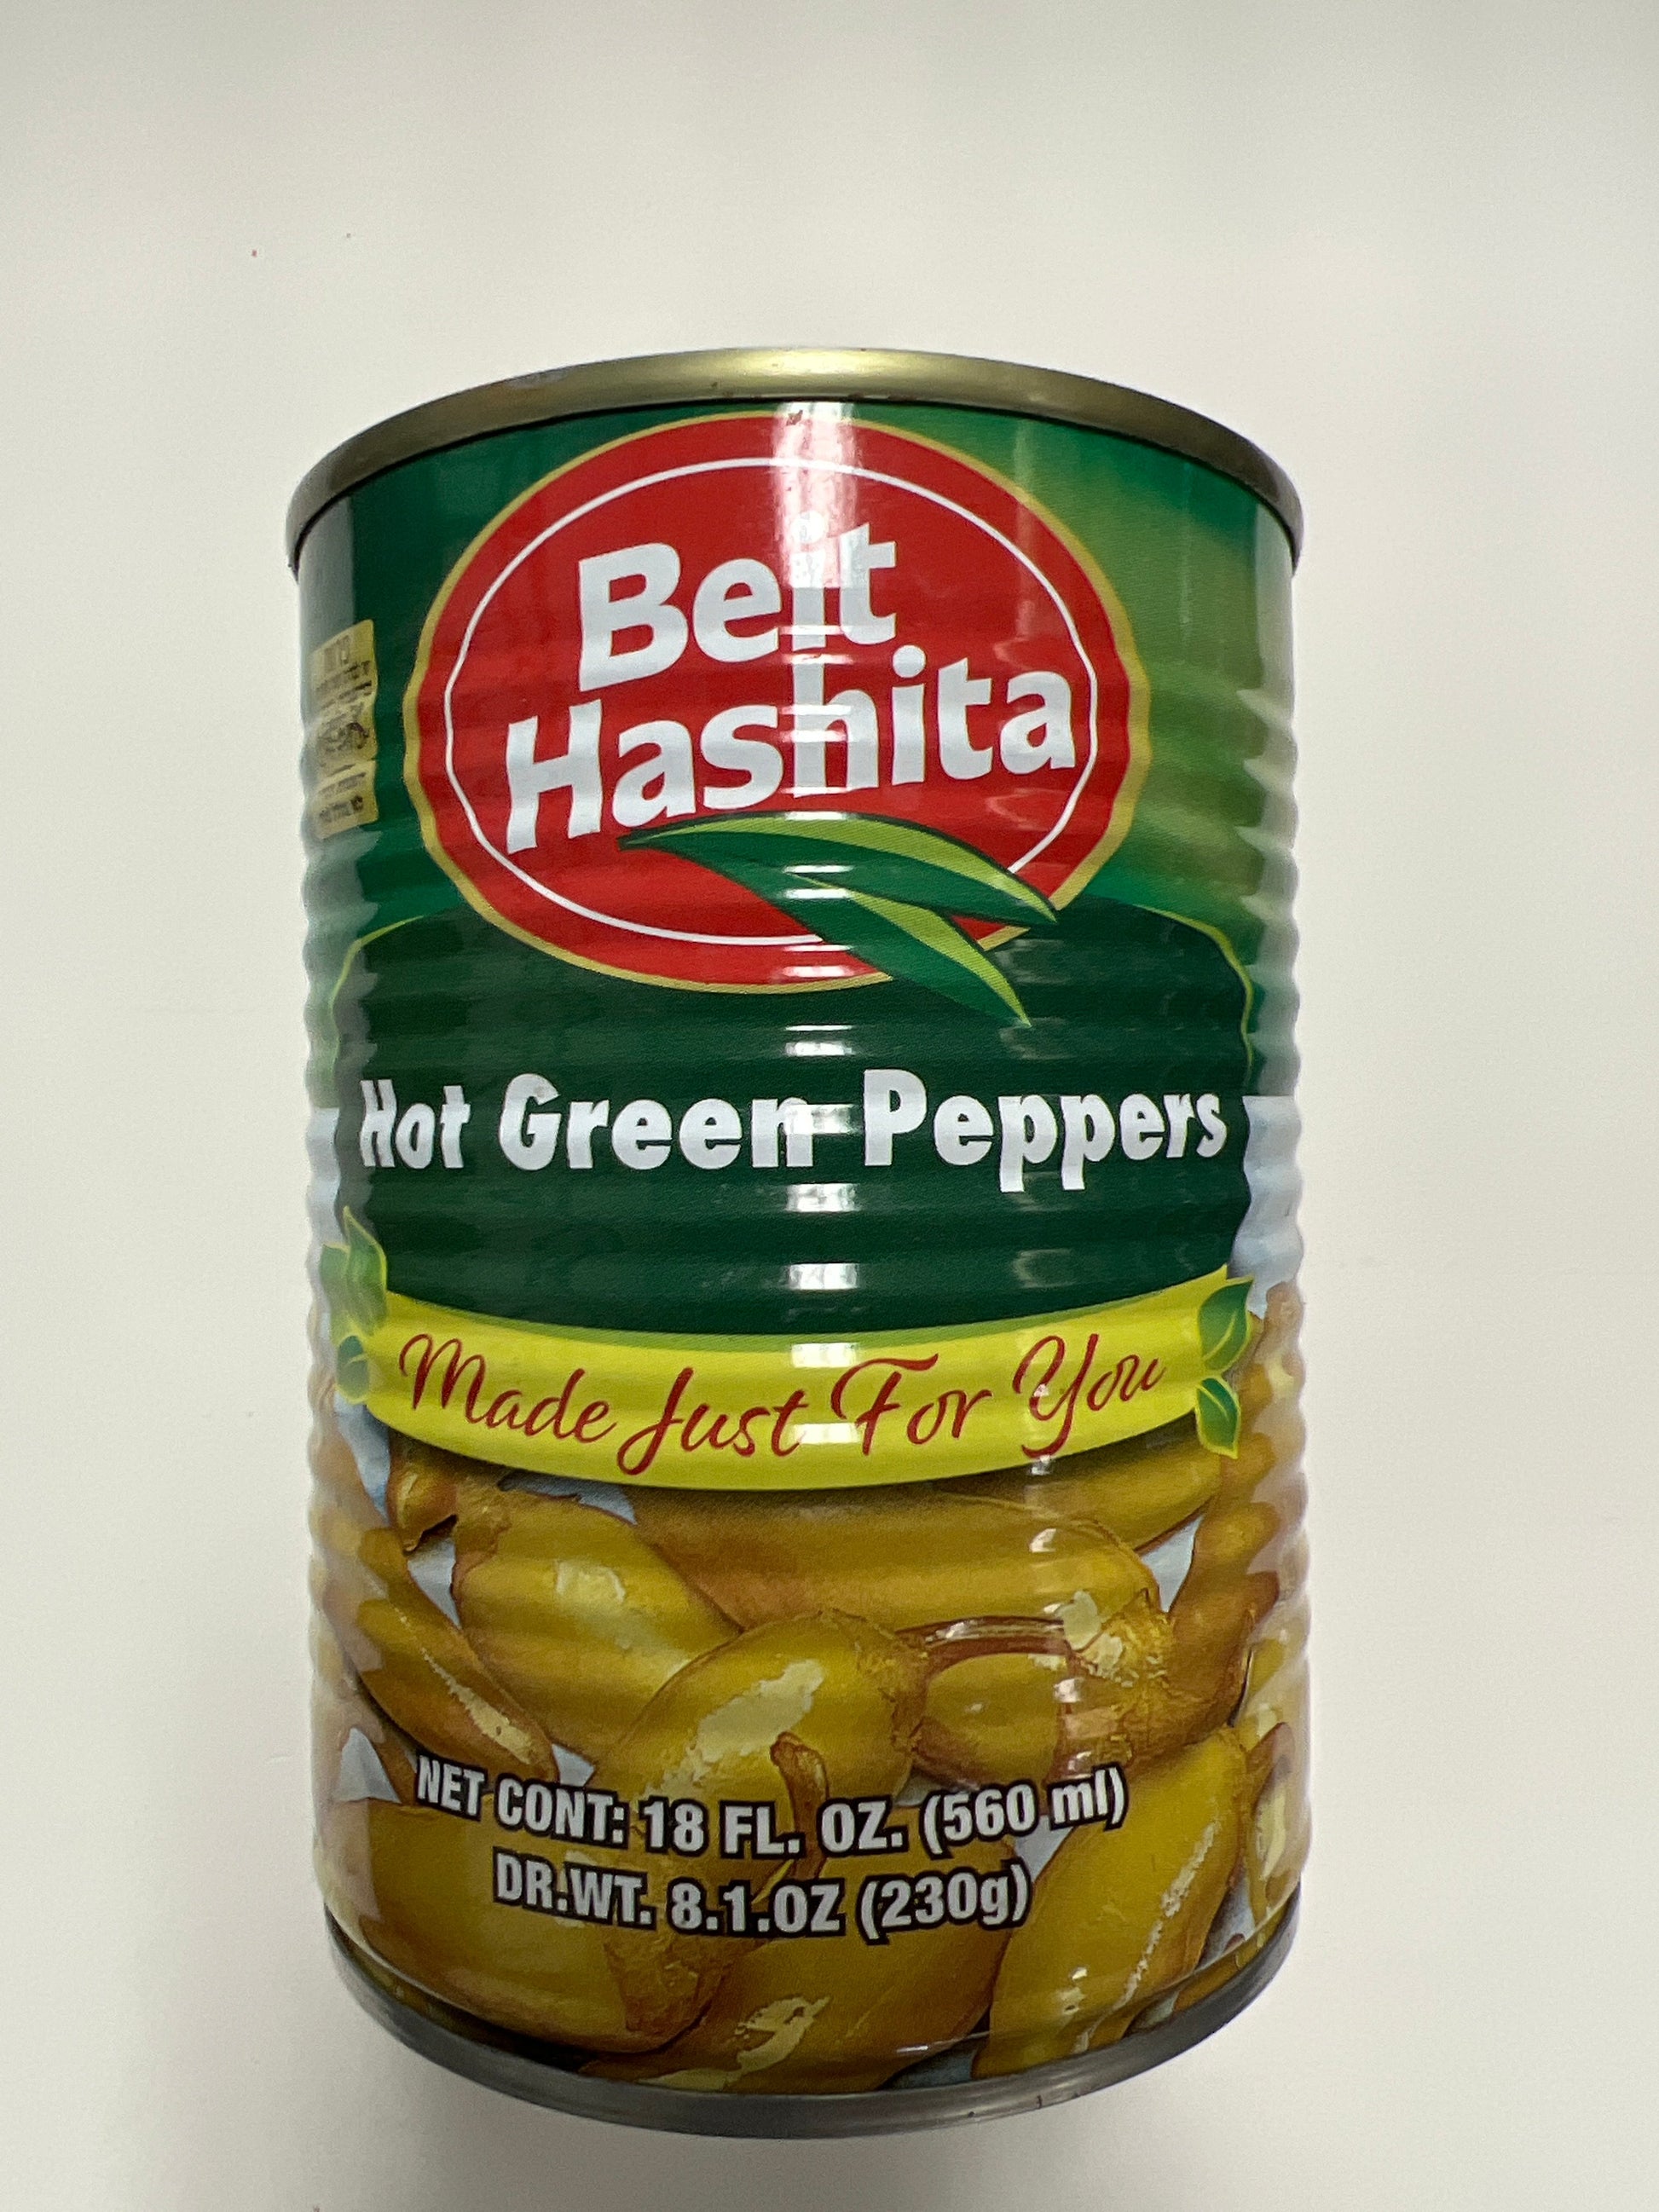 Beit
Hashita
Hot Green Peppers
Made Just For You
NET CONT: 18 FL. OZ. (560 ml)
DR.WT. 8.1.OZ (230g)